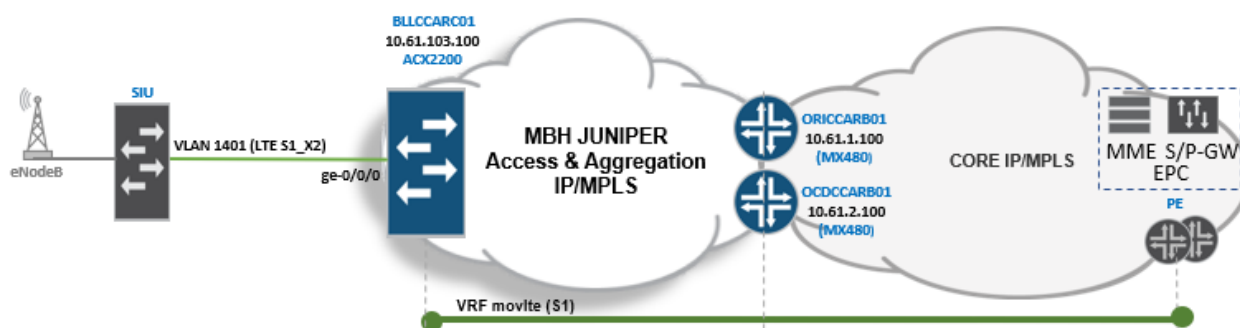 BLLCCARC01
10.61.103.100
ACX2200
SIU
eNodeB
VLAN 1401 (LTE S1_X2)
ge-0/0/0
MBH JUNIPER
Access & Aggregation
IP/MPLS
ORICCARB01
10.61.1.100
(MX480)
OCDCCARB01
10.61.2.100
(MX480)
CORE IP/MPLS
MME S/P-GW
EPC
PE
VRF movlte (S1)